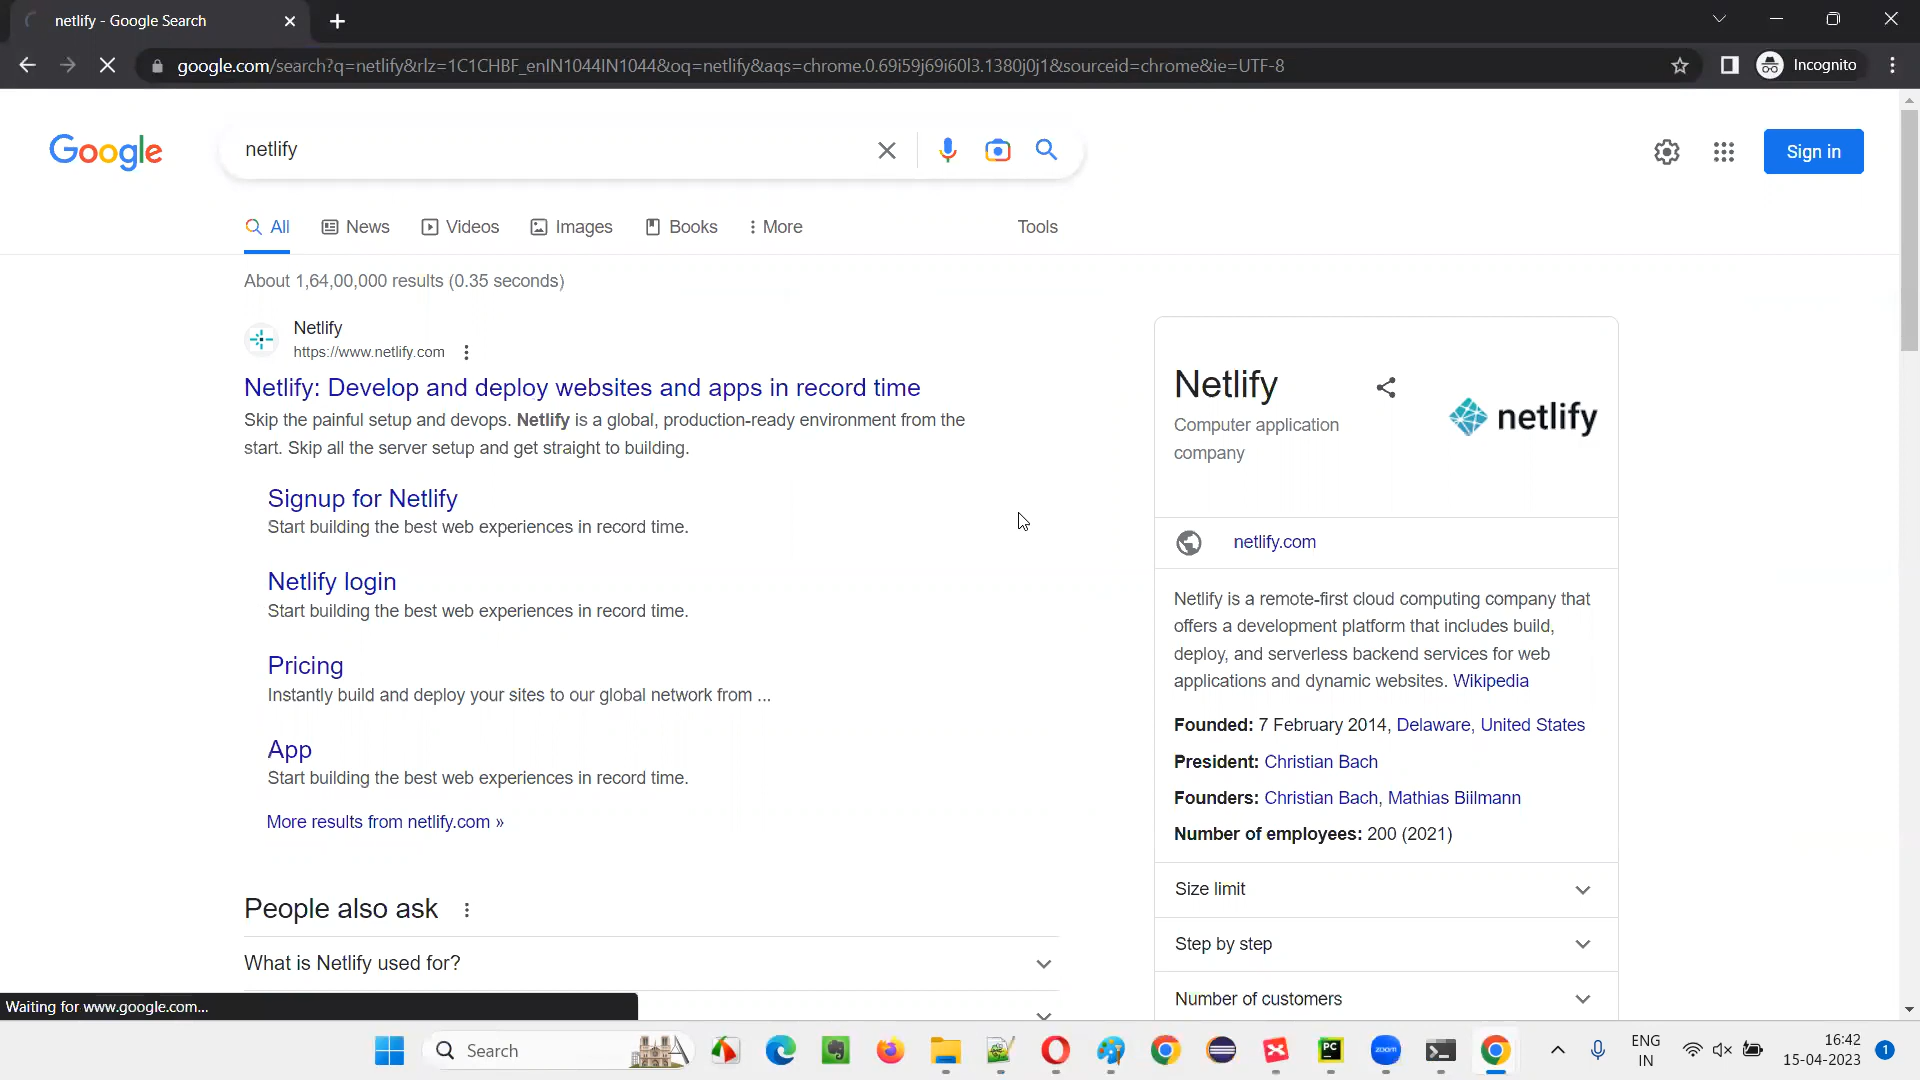 netlify - Google Search
google.com/search?q=netlify&rlz=1C1CHBF_enIN1044IN1044&oq=netlify&aqs=chrome.0.69i59j69i60l3.1380j0j1&sourceid=chrome&ie=UTF-8
Incognito
Google
netlify
Sign in
All
News
Videos
Images
Books
More
Tools
About 1,64,00,000 results (0.35 seconds)
Netlify
https://www.netlify.com
Netlify: Develop and deploy websites and apps in record time
Skip the painful setup and devops. Netlify is a global, production-ready environment from the
start. Skip all the server setup and get straight to building.
Signup for Netlify
Start building the best web experiences in record time.
Netlify login
Start building the best web experiences in record time.
Pricing
Instantly build and deploy your sites to our global network from ...
App
Start building the best web experiences in record time.
More results from netlify.com »
People also ask
What is Netlify used for?
Netlify
Computer application
company
netlify
netlify.com
Netlify is a remote-first cloud computing company that
offers a development platform that includes build,
deploy, and serverless backend services for web
applications and dynamic websites. Wikipedia
Founded: 7 February 2014, Delaware, United States
President: Christian Bach
Founders: Christian Bach, Mathias Biilmann
Number of employees: 200 (2021)
Size limit
Step by step
Number of customers
Waiting for www.google.com...
Search
PC
zoom
ENG
IN
16:42
15-04-2023
1